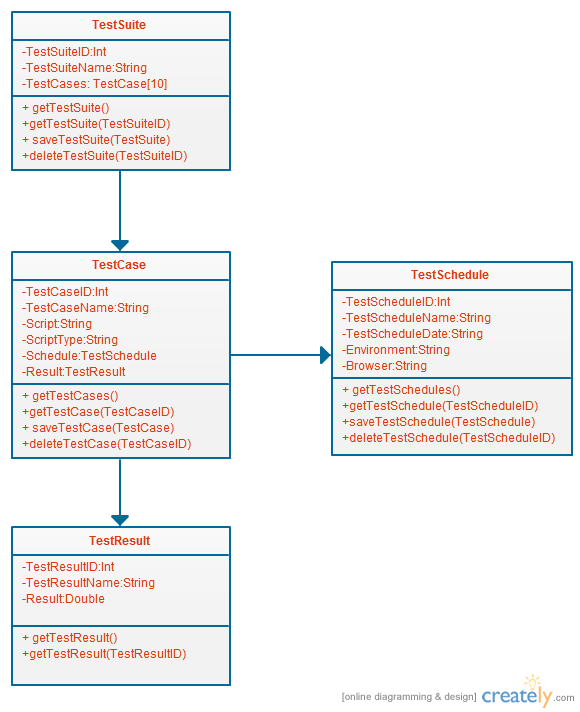 TestSuite
-TestSuiteID:Int
-TestSuiteName:String
-TestCases: TestCase[10]
+ getTestSuite()
+getTestSuite(TestSuiteID)
+ saveTestSuite(TestSuite)
+deleteTestSuite(TestSuiteID)
TestCase
-TestCaseID:Int
-TestCaseName:String
-Script:String
-ScriptType:String
-Schedule:TestSchedule
-Result:TestResult
+ getTestCases()
+getTestCase(TestCaseID)
+ saveTestCase(TestCase)
+deleteTestCase(TestCaseID)
TestSchedule
-TestScheduleID:Int
-TestScheduleName:String
-TestScheduleDate:String
-Environment:String
-Browser:String
+ getTestSchedules()
+getTestSchedule(TestScheduleID)
+saveTestSchedule(TestSchedule)
+deleteTestSchedule(TestScheduleID)
TestResult
-TestResultID:Int
-TestResultName:String
-Result:Double
+ getTestResult()
+getTestResult(TestResultID)
[online diagramming & design] creately.com